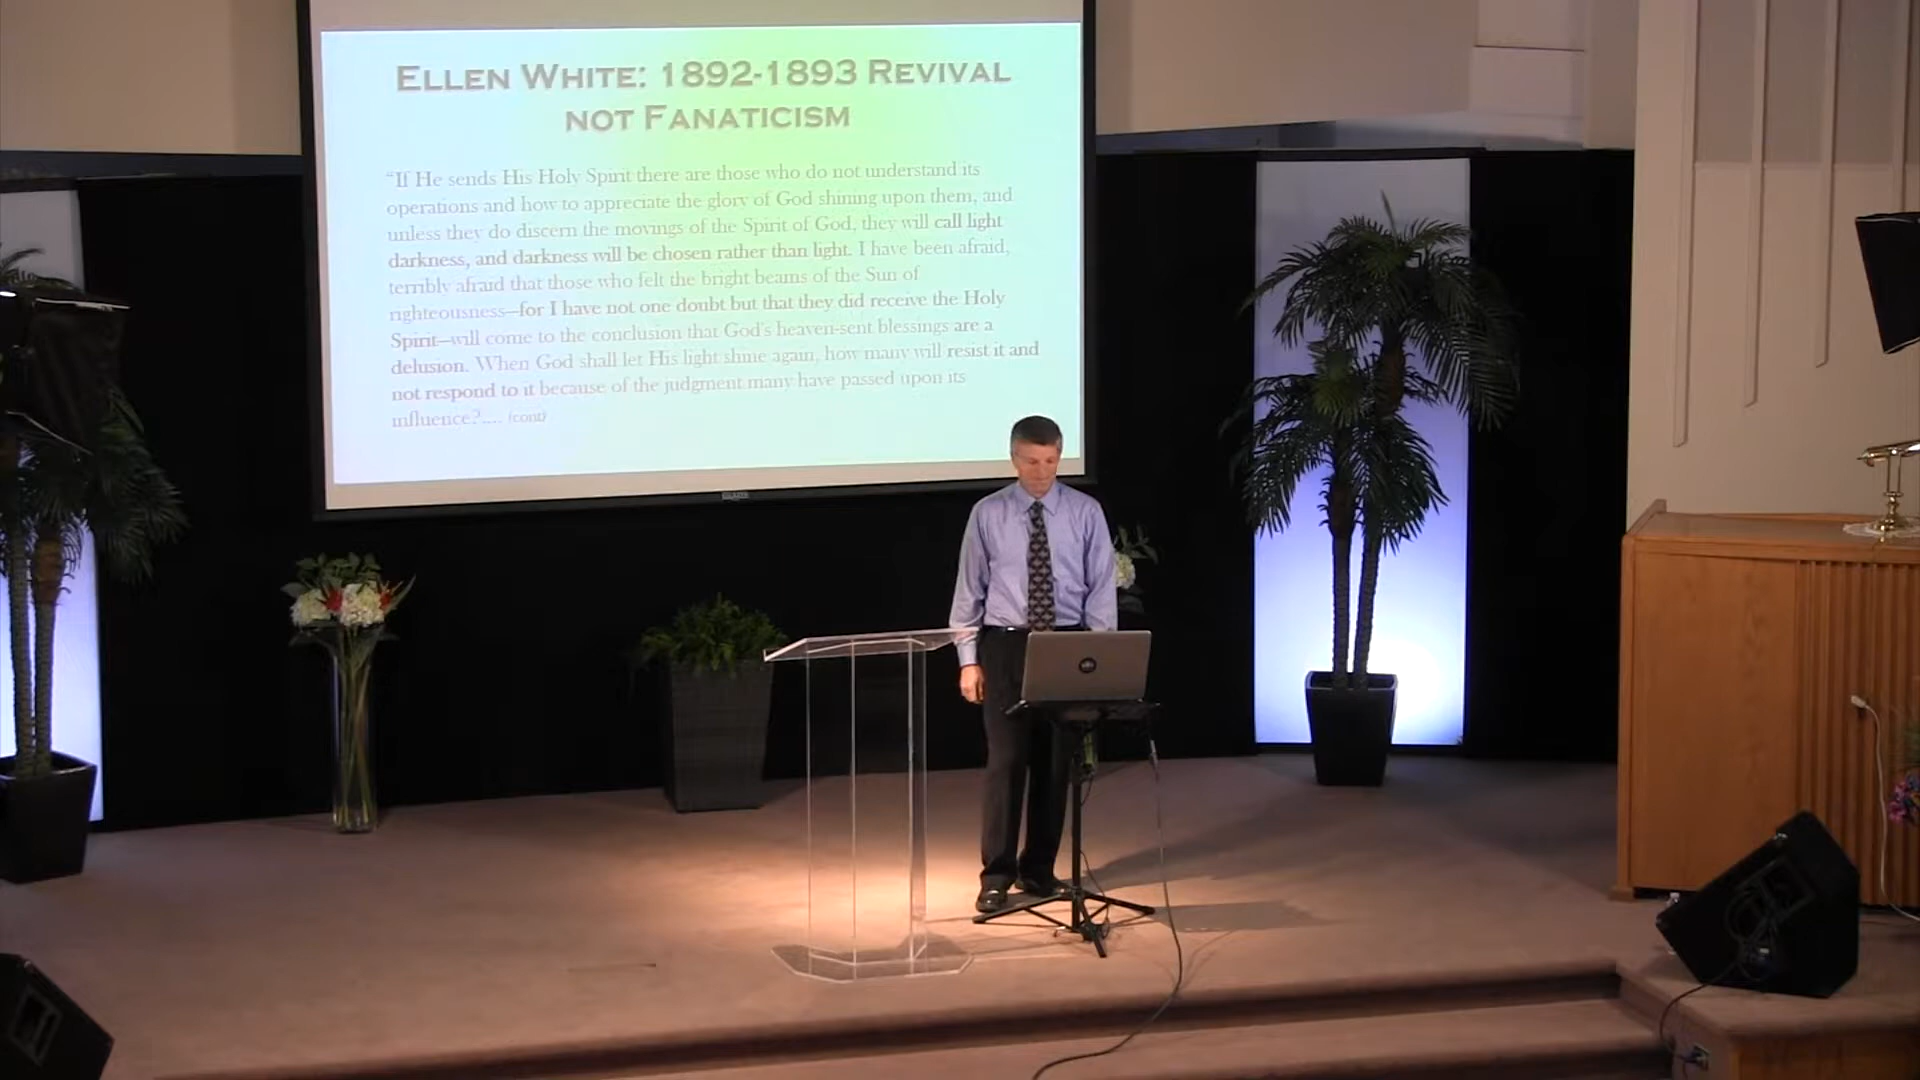 ELLEN WHITE: 1892-1893 REVIVAL
NOT FANATICISM
“If He sends His Holy Spirit there are those who do not understand its
operations and how to appreciate the glory of God shining upon them, and
unless they do discern the movings of the Spirit of God, they will call light
darkness, and darkness will be chosen rather than light. I have been afraid,
terribly afraid that those who felt the bright beams of the Sun of
righteousness—for I have not one doubt but that they did receive the Holy
Spirit—will come to the conclusion that God's heaven-sent blessings are a
delusion. When God shall let His light shine again, how many will resist it and
not respond to it because of the judgment many have passed upon its
influence?.... (cont)